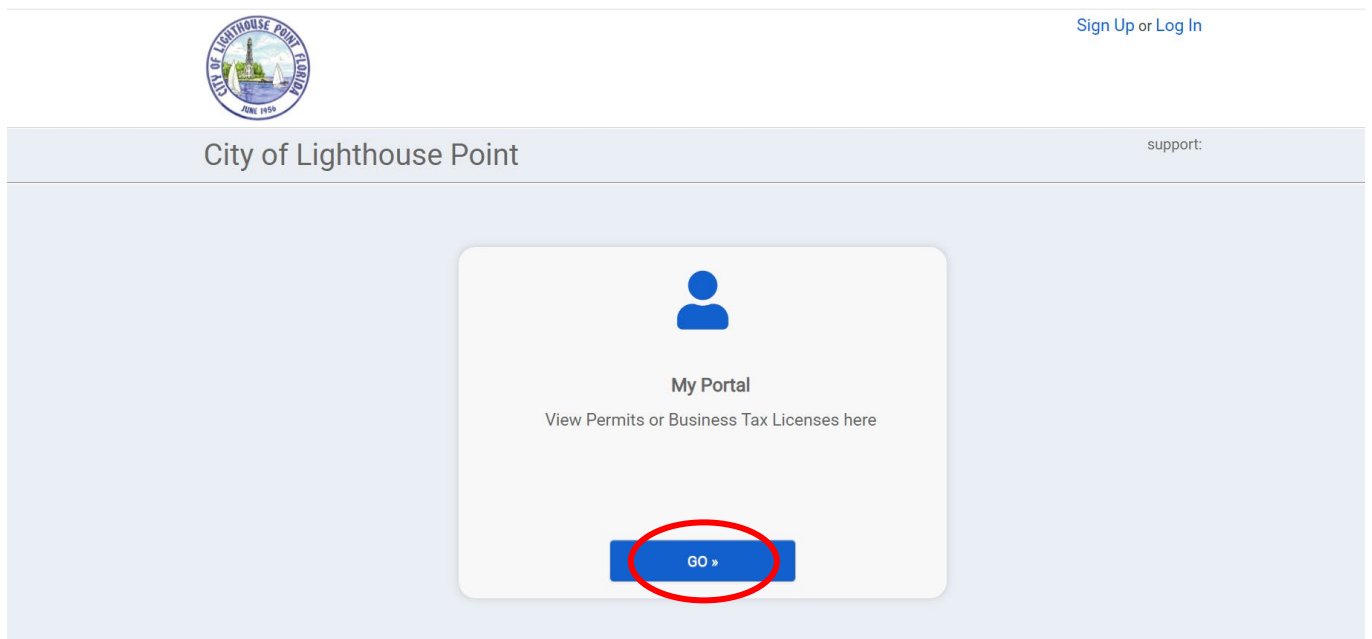 CITY OF LIGHTHOUSE POINT FLORIDA
JUNE 1956
Sign Up or Log In
City of Lighthouse Point
support:
My Portal
View Permits or Business Tax Licenses here
GO »